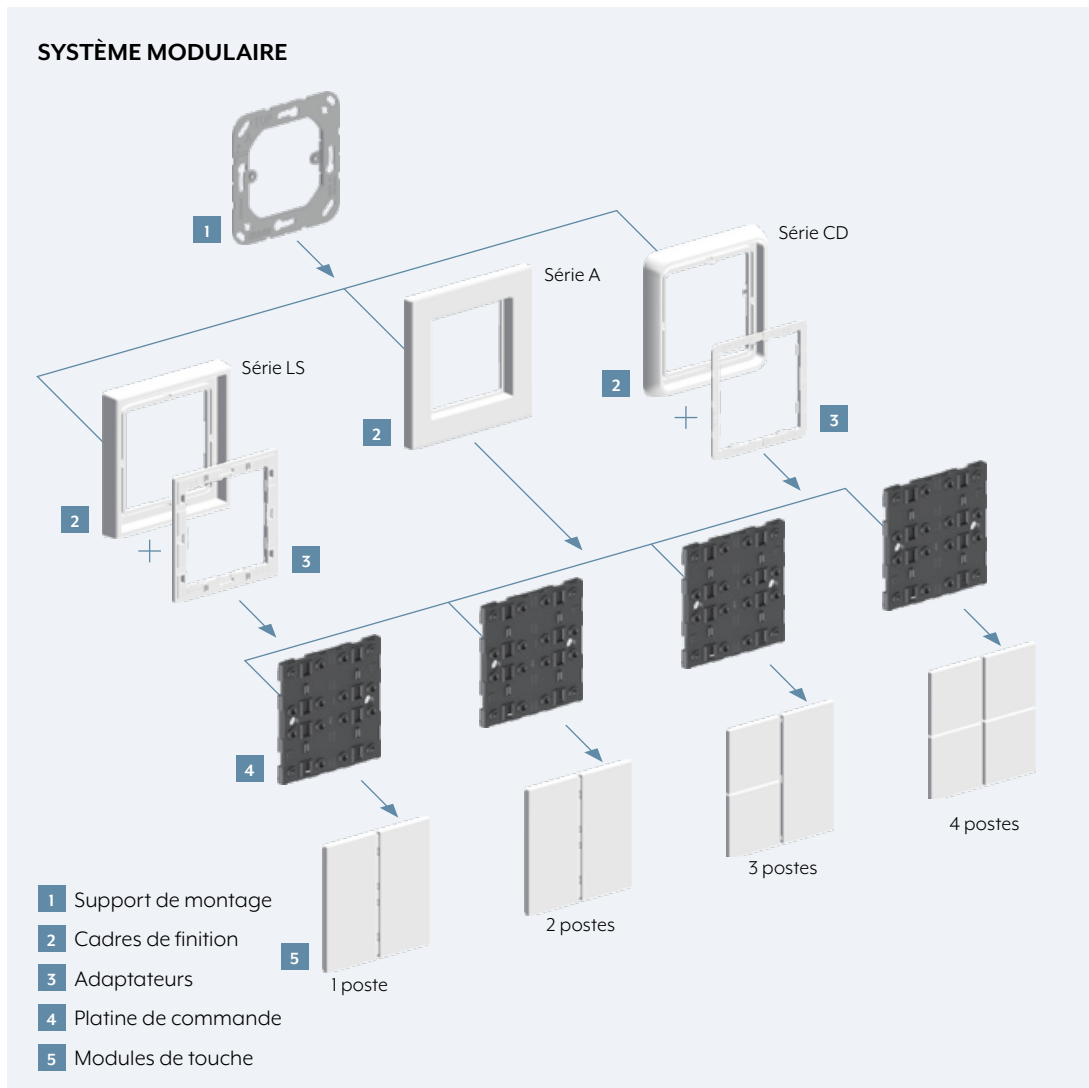 SYSTÈME MODULAIRE
1
Série CD
Série A
2
3
Série LS
2
2
3
4
4 postes
3 postes
2 postes
5
1 poste
1 Support de montage
2 Cadres de finition
3 Adaptateurs
4 Platine de commande
5 Modules de touche